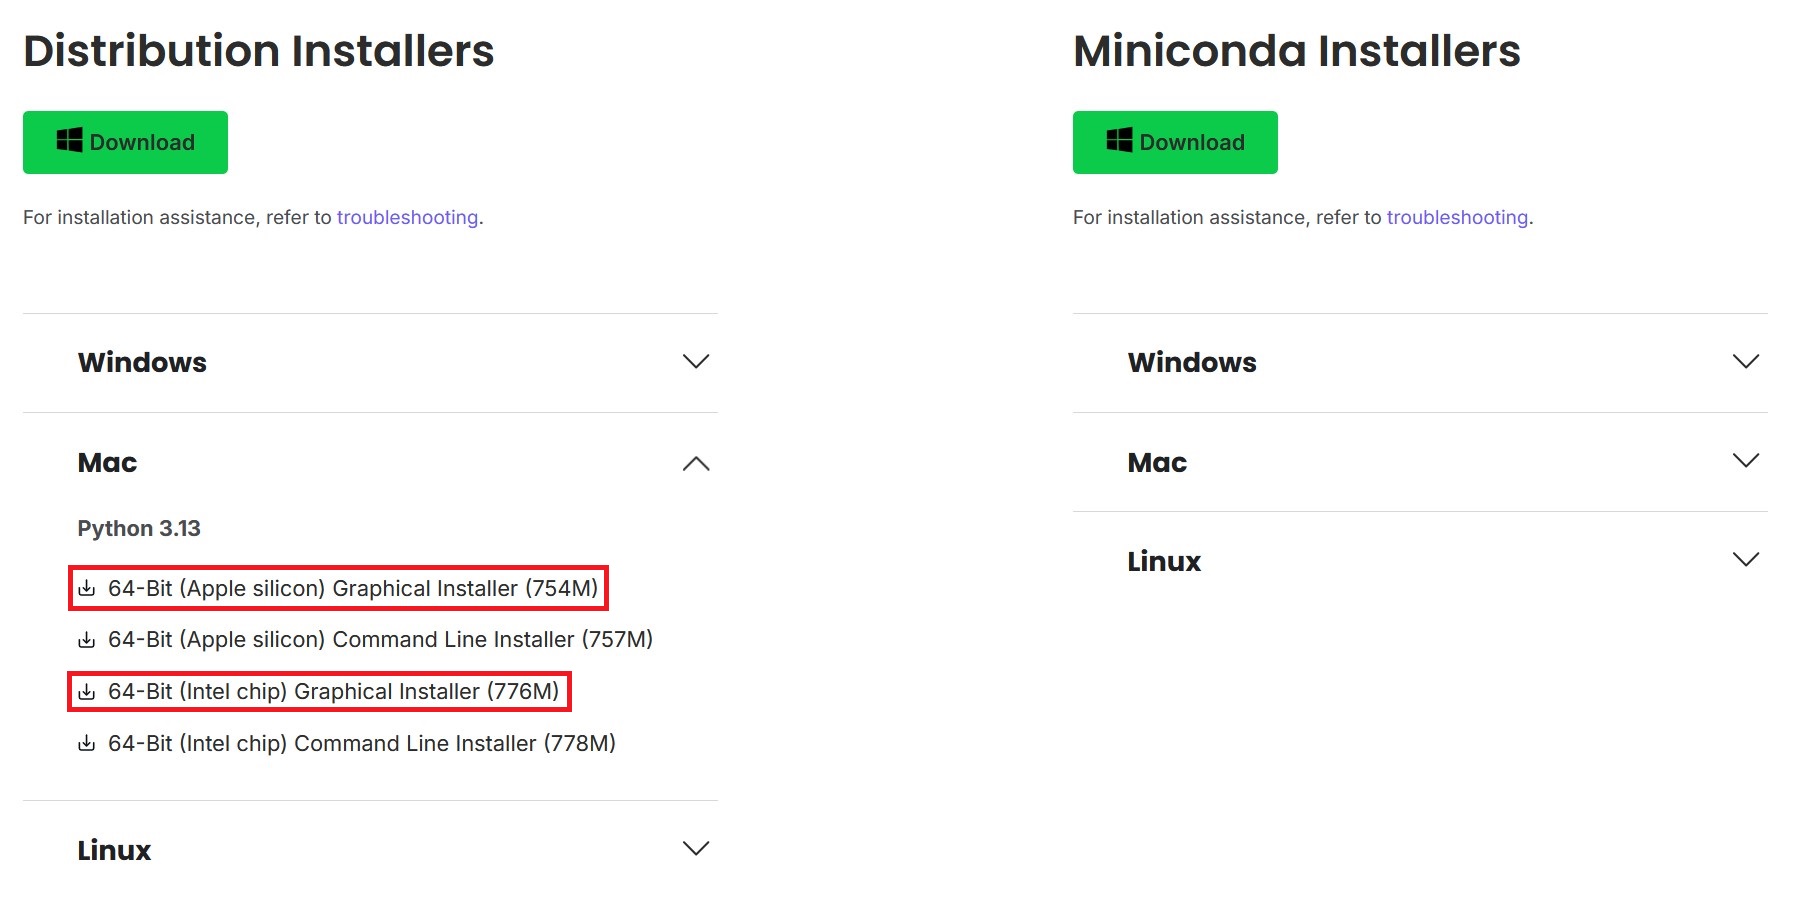 Distribution Installers
Download
For installation assistance, refer to troubleshooting.
Windows
Mac
Python 3.13
64-Bit (Apple silicon) Graphical Installer (754M)
64-Bit (Apple silicon) Command Line Installer (757M)
64-Bit (Intel chip) Graphical Installer (776M)
64-Bit (Intel chip) Command Line Installer (778M)
Linux
Miniconda Installers
Download
For installation assistance, refer to troubleshooting.
Windows
Mac
Linux